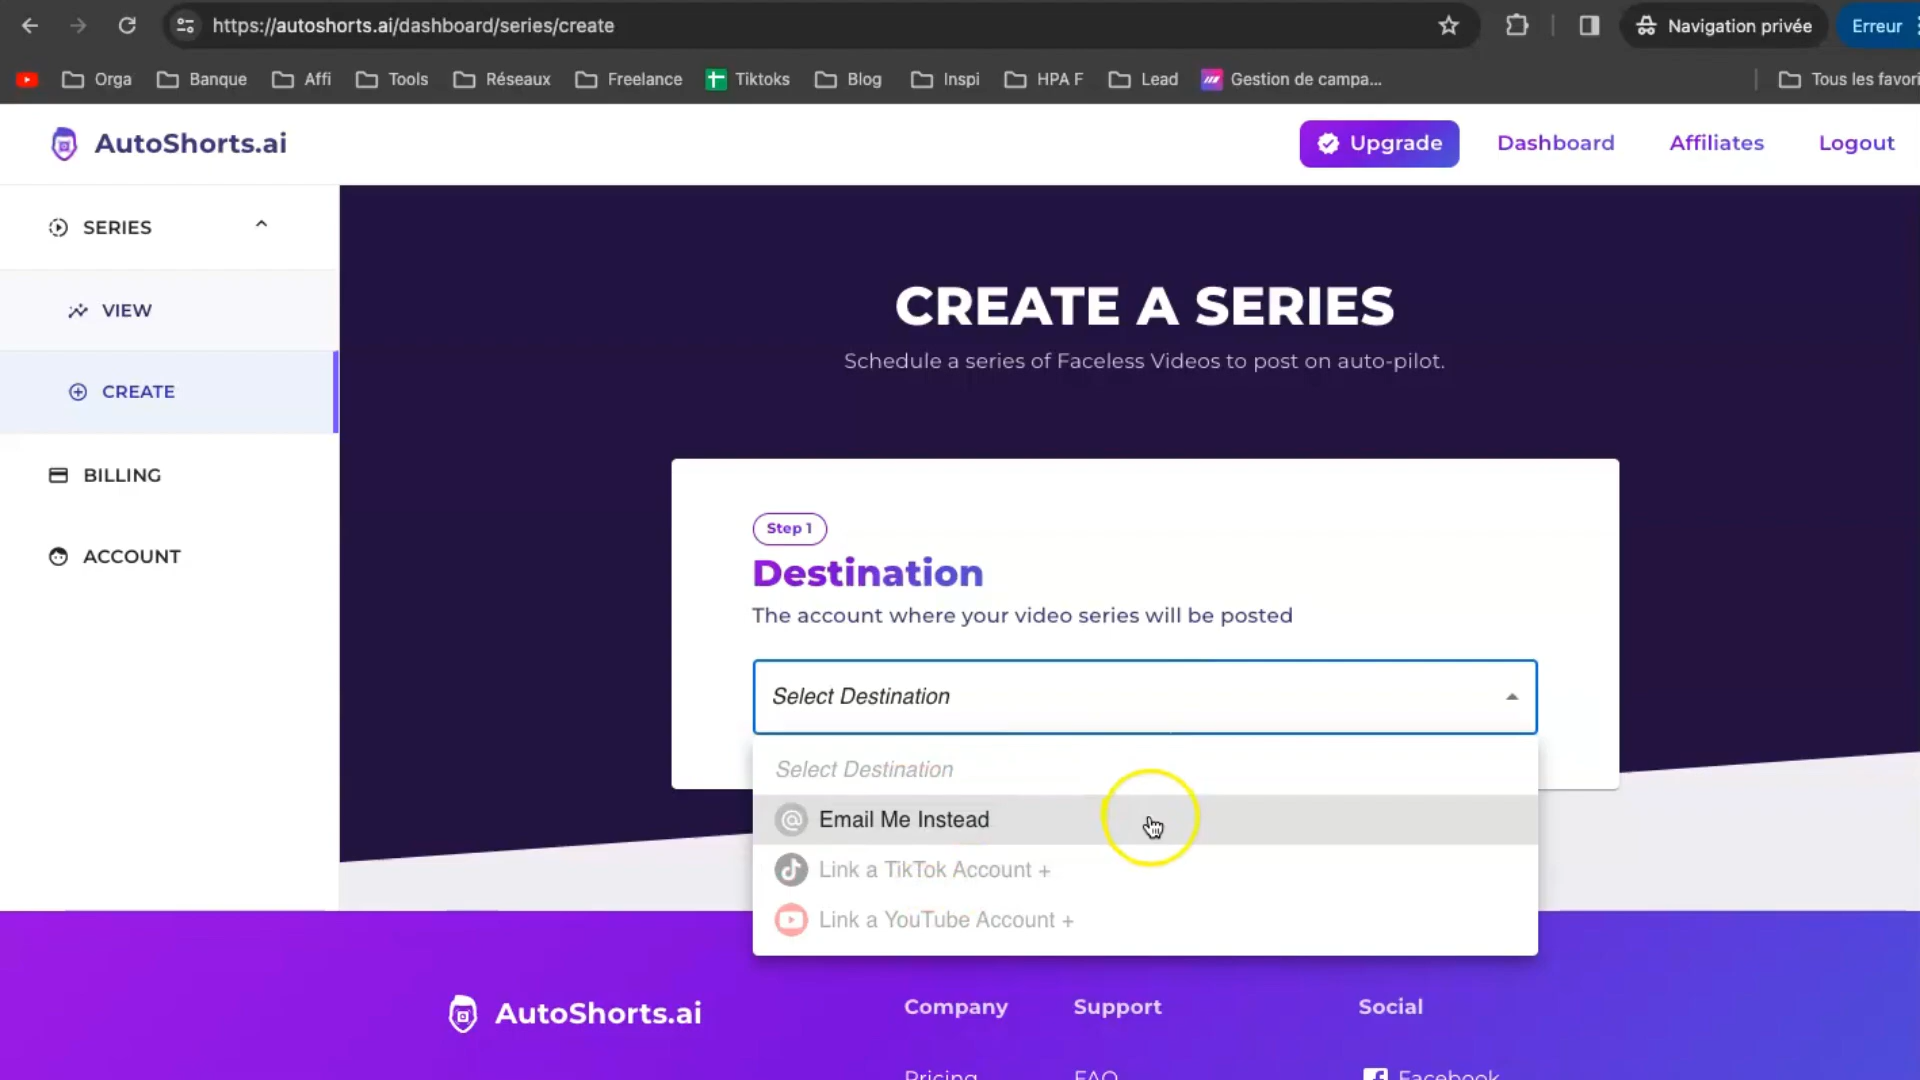 https://autoshorts.ai/dashboard/series/create
Navigation privée
Erreur
Orga
Banque
Affi
Tools
Réseaux
Freelance
Tiktoks
Blog
Inspi
HPA F
Lead
Gestion de campa...
Tous les favori
AutoShorts.ai
Upgrade
Dashboard
Affiliates
Logout
SERIES
VIEW
CREATE
BILLING
ACCOUNT
CREATE A SERIES
Schedule a series of Faceless Videos to post on auto-pilot.
Step 1
Destination
The account where your video series will be posted
Select Destination
Select Destination
Email Me Instead
Link a TikTok Account +
Link a YouTube Account +
AutoShorts.ai
Company
Support
Social
Pricing
FAQ
Facebook